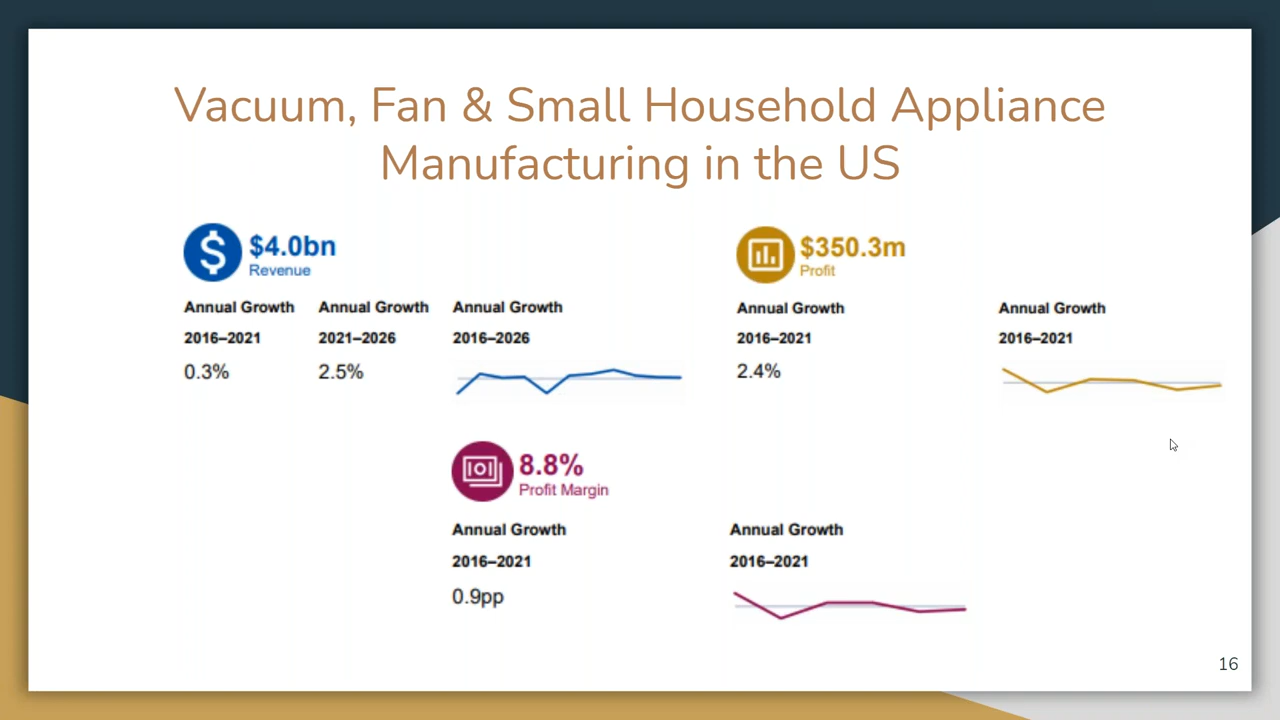 Vacuum, Fan & Small Household Appliance
Manufacturing in the US
$4.0bn
Revenue
Annual Growth
2016–2021
0.3%
Annual Growth
2021–2026
2.5%
Annual Growth
2016–2026
$350.3m
Profit
Annual Growth
2016–2021
2.4%
Annual Growth
2016–2021
8.8%
Profit Margin
Annual Growth
2016–2021
0.9pp
Annual Growth
2016–2021
16